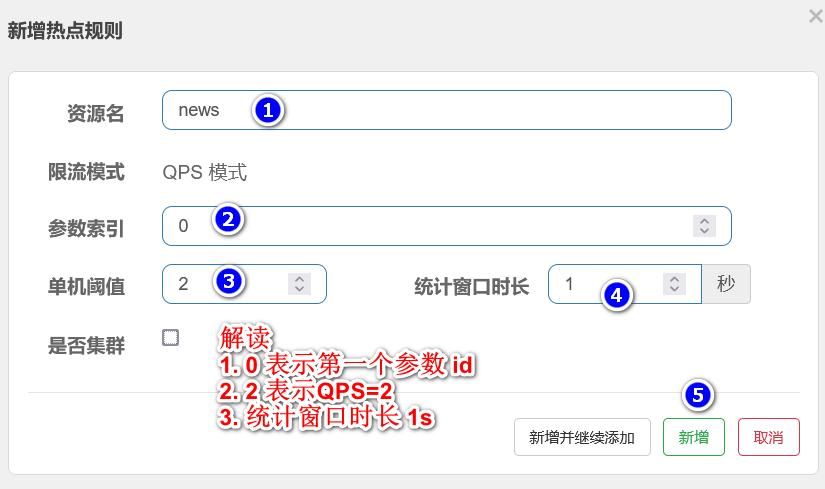 新增热点规则
资源名 news 1
限流模式 QPS 模式
参数索引 0 2
单机阈值 2 3 统计窗口时长 1 4 秒
是否集群
解读
1. 0 表示第一个参数 id
2. 2 表示QPS=2
3. 统计窗口时长 1s
5
新增并继续添加 新增 取消